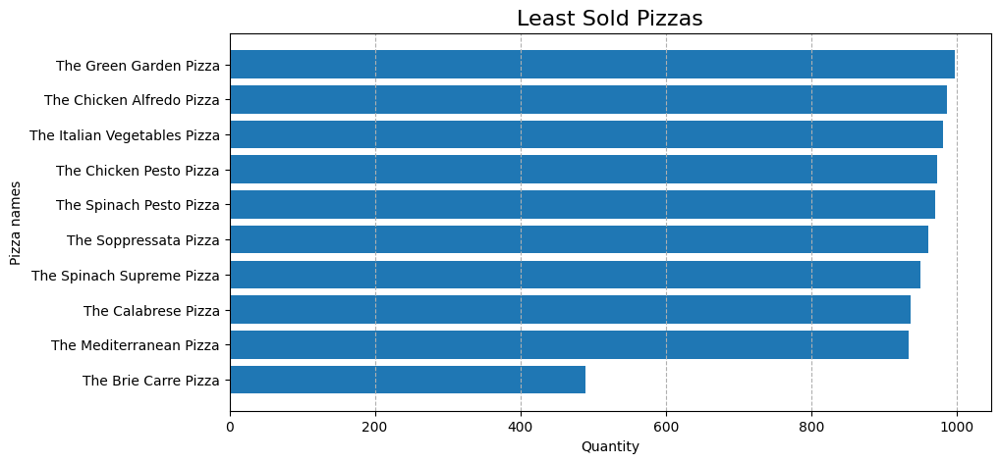 Least Sold Pizzas
Pizza names
The Green Garden Pizza
The Chicken Alfredo Pizza
The Italian Vegetables Pizza
The Chicken Pesto Pizza
The Spinach Pesto Pizza
The Soppressata Pizza
The Spinach Supreme Pizza
The Calabrese Pizza
The Mediterranean Pizza
The Brie Carre Pizza
0 200 400 600 800 1000
Quantity